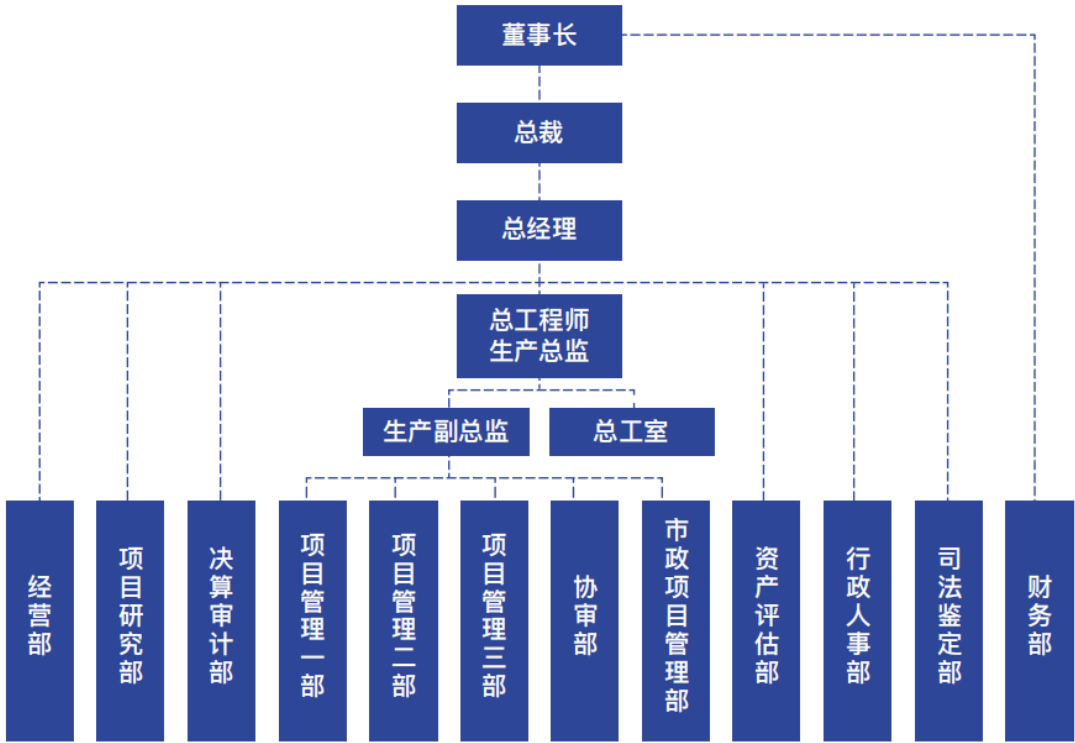 董事长
总裁
总经理
总工程师
生产总监
生产副总监
总工室
经营部
项目研究部
决算审计部
项目管理一部
项目管理二部
项目管理三部
协审部
市政项目管理部
资产评估部
行政人事部
司法鉴定部
财务部